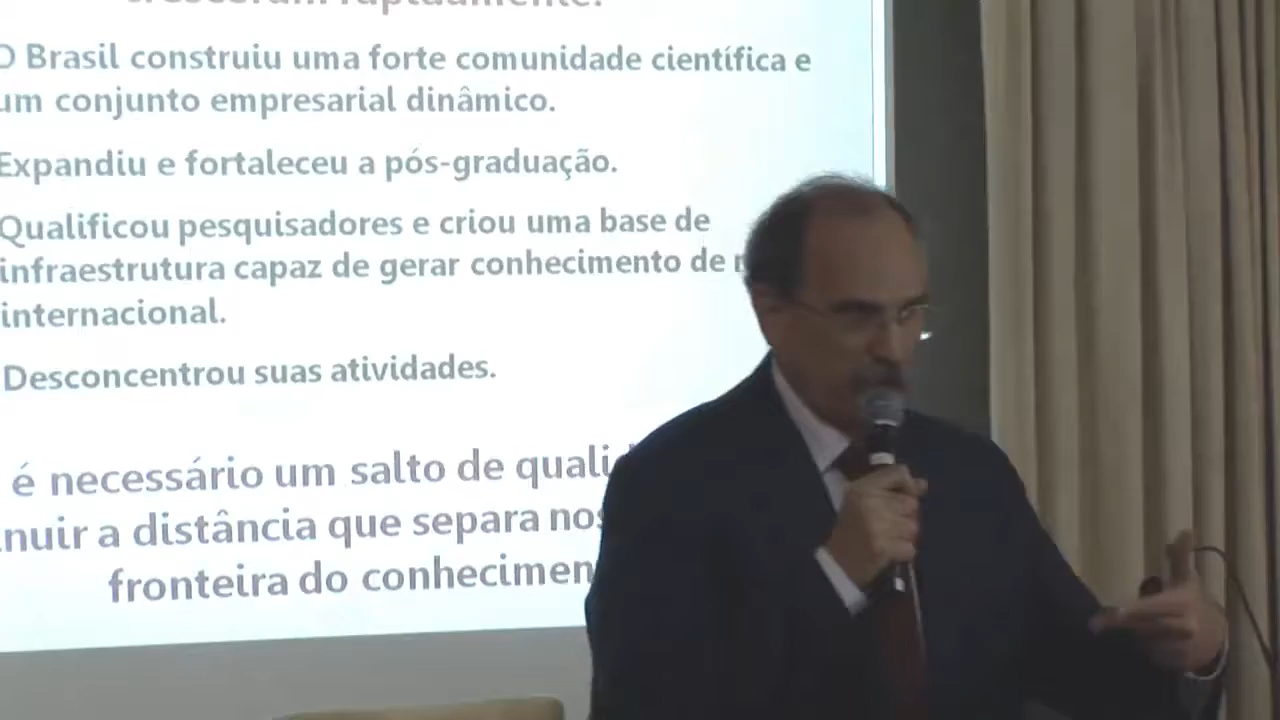 O Brasil construiu uma forte comunidade científica e
um conjunto empresarial dinâmico.
Expandiu e fortaleceu a pós-graduação.
Qualificou pesquisadores e criou uma base de
infraestrutura capaz de gerar conhecimento de
internacional.
Desconcentrou suas atividades.
é necessário um salto de
a distância que separa
fronteira do